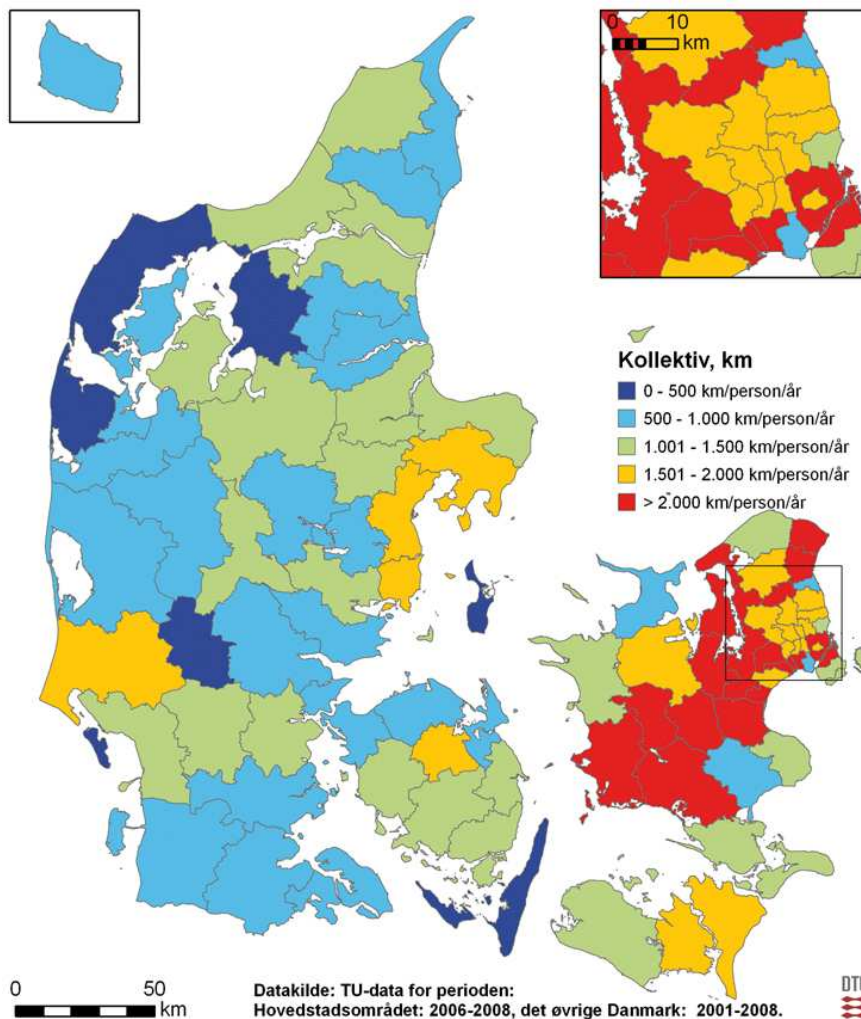 0 10
km
Kollektiv, km
0 - 500 km/person/år
500 - 1.000 km/person/år
1.001 - 1.500 km/person/år
1.501 - 2.000 km/person/år
> 2.000 km/person/år
0 50
km
Datakilde: TU-data for perioden:
Hovedstadsområdet: 2006-2008, det øvrige Danmark: 2001-2008.
DTU